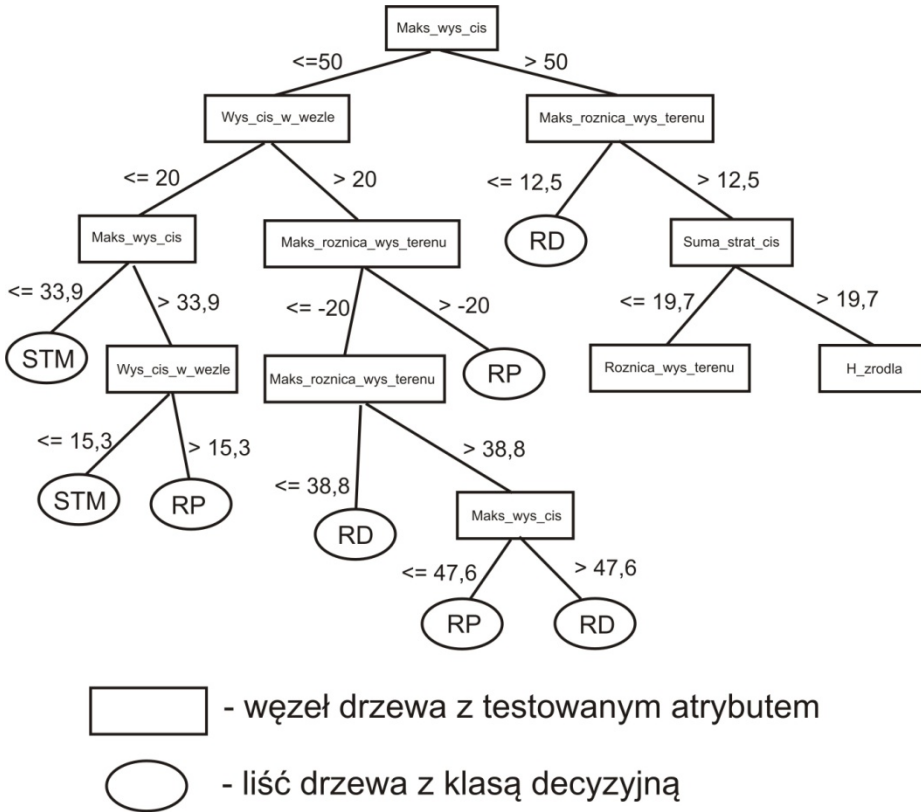 Maks_wys_cis
<=50
> 50
Wys_cis_w_wezle
Maks_roznica_wys_terenu
<= 20
> 20
<= 12,5
> 12,5
Maks_wys_cis
Maks_roznica_wys_terenu
RD
Suma_strat_cis
<= 33,9
> 33,9
<= -20
> -20
<= 19,7
> 19,7
STM
Wys_cis_w_wezle
Maks_roznica_wys_terenu
RP
Roznica_wys_terenu
H_zrodla
<= 15,3
> 15,3
<= 38,8
> 38,8
STM
RP
RD
Maks_wys_cis
<= 47,6
> 47,6
RP
RD
- węzeł drzewa z testowanym atrybutem
- liść drzewa z klasą decyzyjną